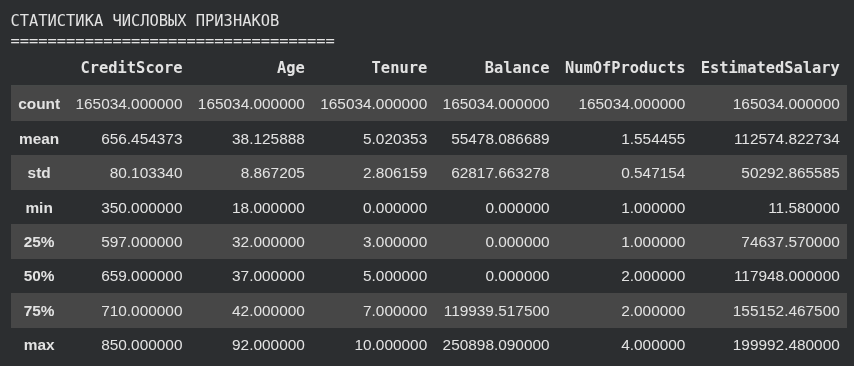 СТАТИСТИКА ЧИСЛОВЫХ ПРИЗНАКОВ
===================================
CreditScore Age Tenure Balance NumOfProducts EstimatedSalary
count 165034.000000 165034.000000 165034.000000 165034.000000 165034.000000 165034.000000
mean 656.454373 38.125888 5.020353 55478.086689 1.554455 112574.822734
std 80.103340 8.867205 2.806159 62817.663278 0.547154 50292.865585
min 350.000000 18.000000 0.000000 0.000000 1.000000 11.580000
25% 597.000000 32.000000 3.000000 0.000000 1.000000 74637.570000
50% 659.000000 37.000000 5.000000 0.000000 2.000000 117948.000000
75% 710.000000 42.000000 7.000000 119939.517500 2.000000 155152.467500
max 850.000000 92.000000 10.000000 250898.090000 4.000000 199992.480000